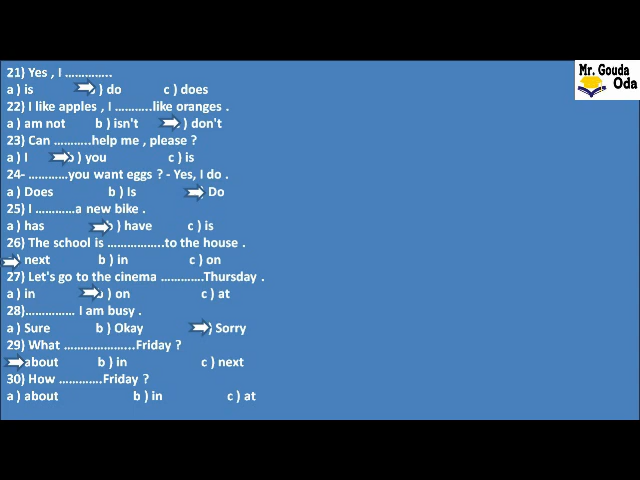 Mr. Gouda
Oda
21) Yes , I …………..
a ) is ) do c ) does
22) I like apples , I ………..like oranges .
a ) am not b ) isn't ) don't
23) Can ………..help me , please ?
a ) I ) you c ) is
24- …………you want eggs ? - Yes, I do .
a ) Does b ) Is ) Do
25) I …………a new bike .
a ) has ) have c ) is
26) The school is ……………..to the house .
) next b ) in c ) on
27) Let's go to the cinema ………….Thursday .
a ) in ) on c ) at
28)…………… I am busy .
a ) Sure b ) Okay ) Sorry
29) What ………………...Friday ?
about b ) in c ) next
30) How ………….Friday ?
a ) about b ) in c ) at